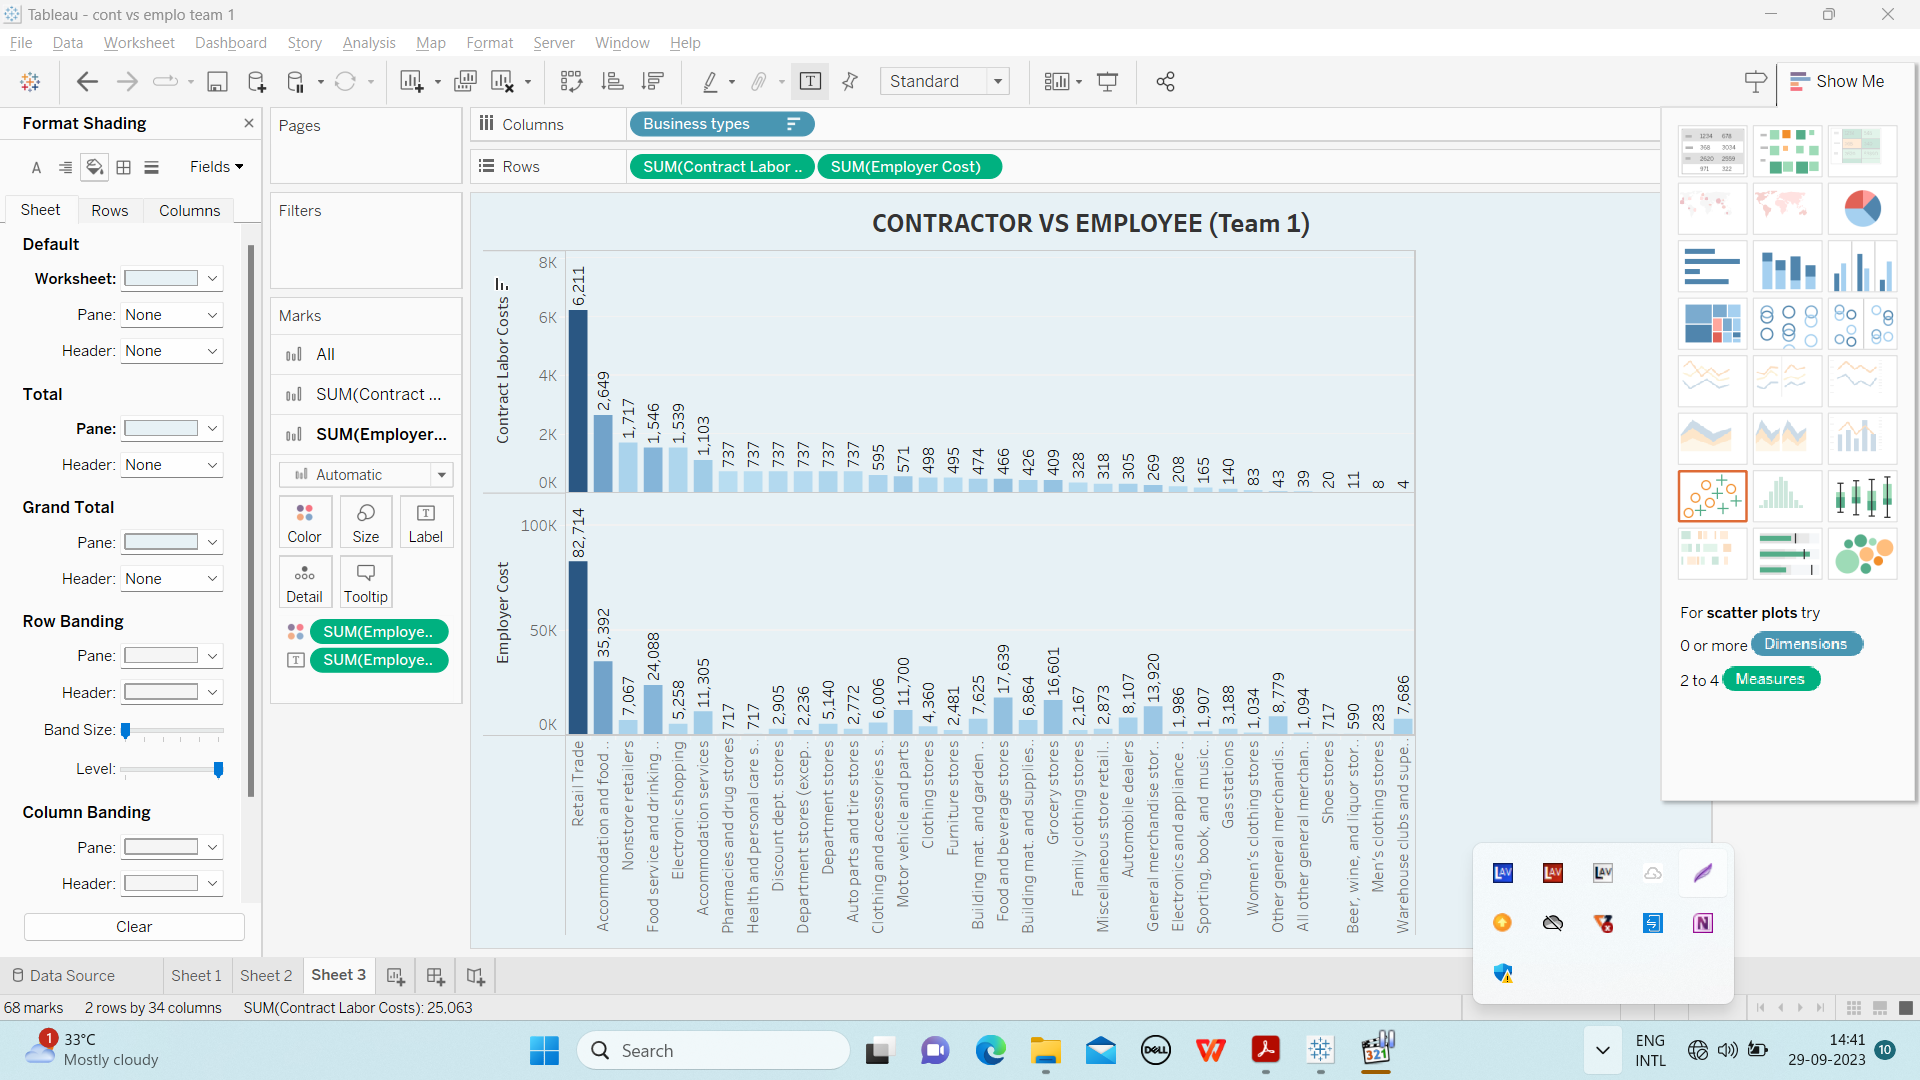 Tableau - cont vs emplo team 1
File Data Worksheet Dashboard Story Analysis Map Format Server Window Help
Standard
Show Me
Format Shading
Fields
Sheet Rows Columns
Default
Worksheet:
Pane: None
Header: None
Total
Pane:
Header: None
Grand Total
Pane:
Header: None
Row Banding
Pane:
Header:
Band Size:
Level:
Column Banding
Pane:
Header:
Clear
Pages
Filters
Marks
All
SUM(Contract ...
SUM(Employer...
Automatic
Color Size Label
Detail Tooltip
SUM(Employe..
SUM(Employe..
Columns Business types
Rows SUM(Contract Labor .. SUM(Employer Cost)
CONTRACTOR VS EMPLOYEE (Team 1)
Contract Labor Costs
8K
6K
4K
2K
0K
6,211
2,649
1,717
1,546
1,539
1,103
737
737
737
737
737
737
595
571
498
495
474
466
426
409
328
318
305
269
208
165
140
83
43
39
20
11
8
4
Employer Cost
100K
50K
0K
82,714
35,392
7,067
24,088
5,258
11,305
717
717
2,905
2,236
5,140
2,772
6,006
11,700
4,360
2,481
7,625
17,639
6,864
16,601
2,167
2,873
8,107
13,920
1,986
1,907
3,188
1,034
8,779
1,094
717
590
283
7,686
Retail Trade
Accommodation and food ..
Nonstore retailers
Food service and drinking ..
Electronic shopping
Accommodation services
Pharmacies and drug stores
Health and personal care s..
Discount dept. stores
Department stores (excep..
Department stores
Auto parts and tire stores
Clothing and accessories s..
Motor vehicle and parts
Clothing stores
Furniture stores
Building mat. and garden ..
Food and beverage stores
Building mat. and supplies..
Grocery stores
Family clothing stores
Miscellaneous store retail..
Automobile dealers
General merchandise stor..
Electronics and appliance ..
Sporting, book, and music..
Gas stations
Women's clothing stores
Other general merchandis..
All other general merchan..
Shoe stores
Beer, wine, and liquor stor..
Men's clothing stores
Warehouse clubs and supe..
For scatter plots try
0 or more Dimensions
2 to 4 Measures
LAV LAV LAV
Data Source Sheet 1 Sheet 2 Sheet 3
68 marks 2 rows by 34 columns SUM(Contract Labor Costs): 25,063
1
33°C
Mostly cloudy
Search
DELL
321
ENG
INTL
14:41
29-09-2023
10